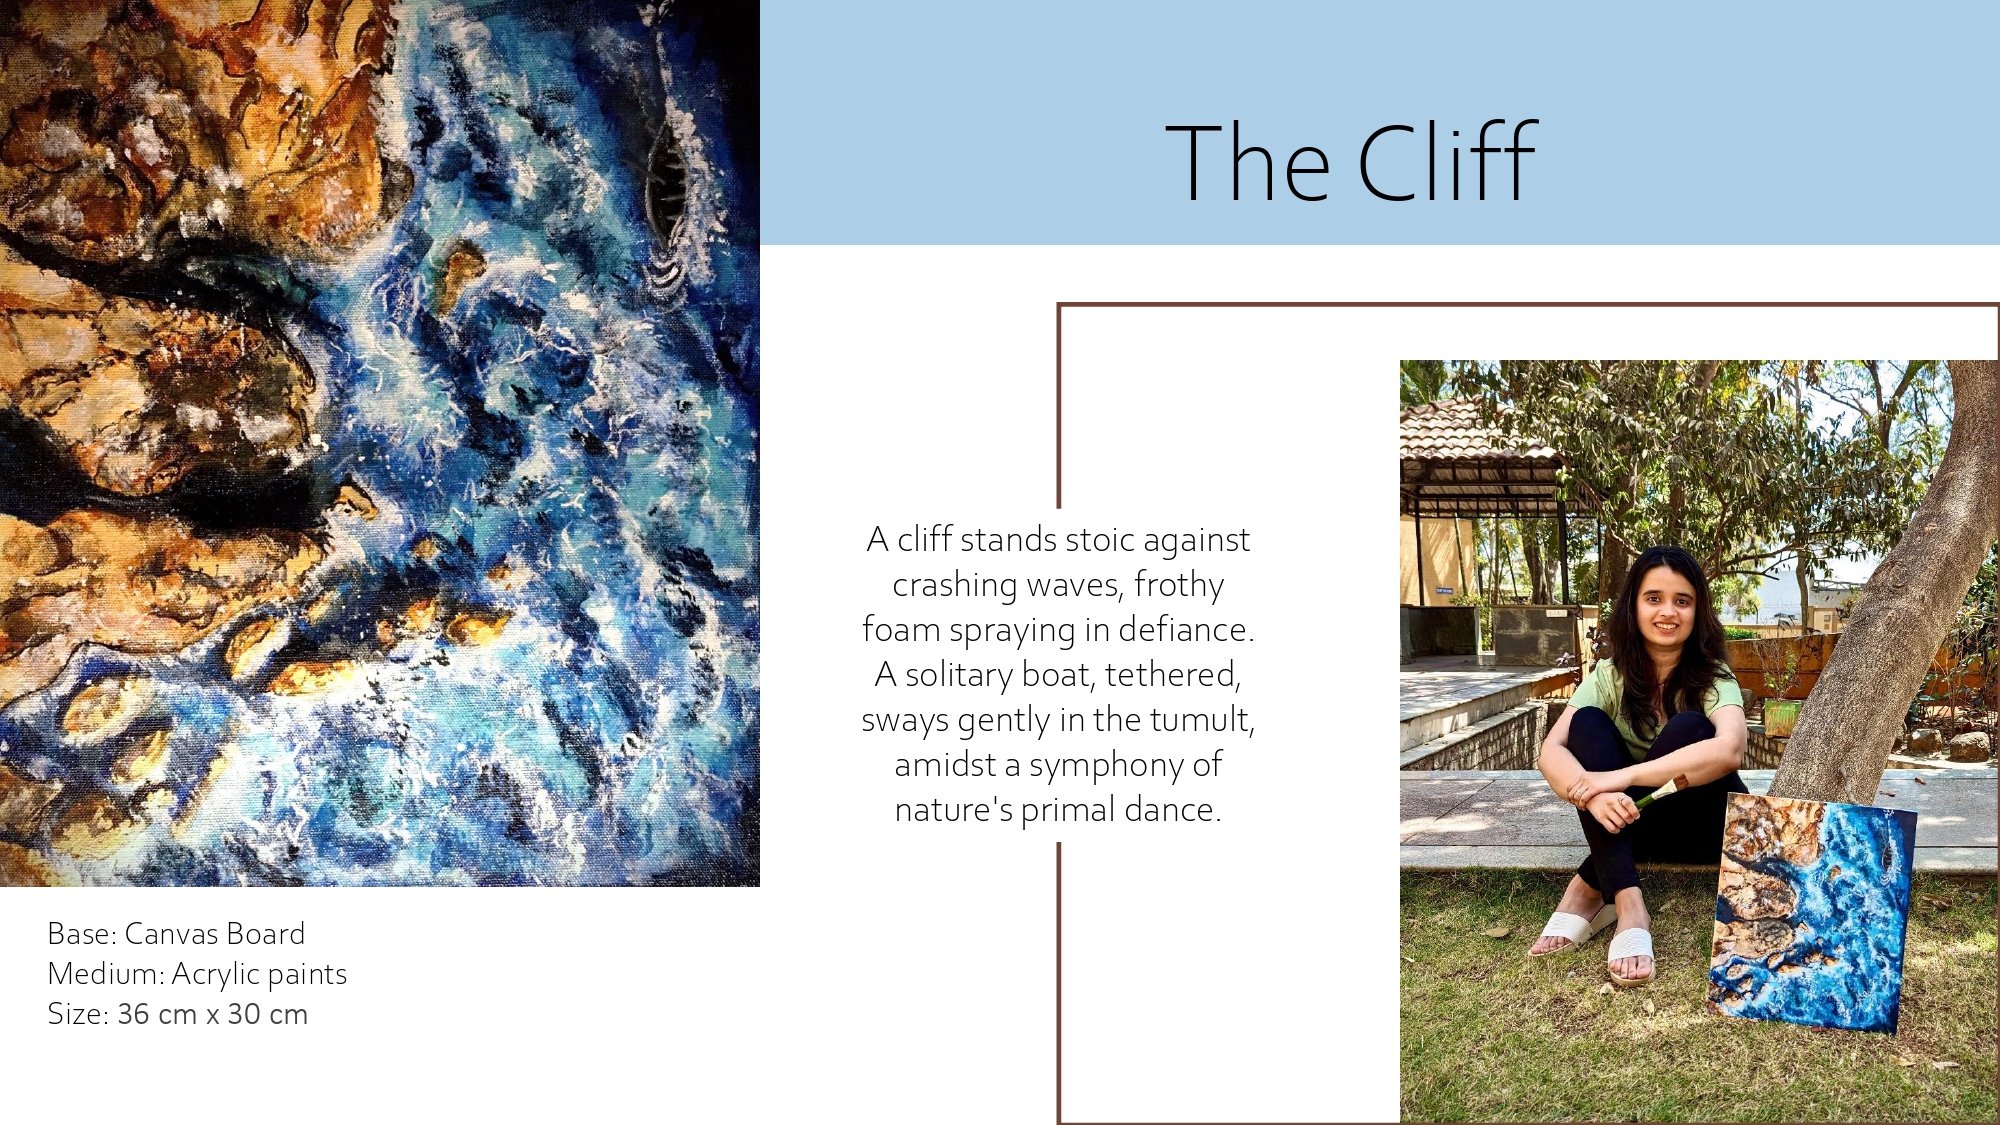 The Cliff
A cliff stands stoic against
crashing waves, frothy
foam spraying in defiance.
A solitary boat, tethered,
sways gently in the tumult,
amidst a symphony of
nature's primal dance.
Base: Canvas Board
Medium: Acrylic paints
Size: 36 cm x 30 cm